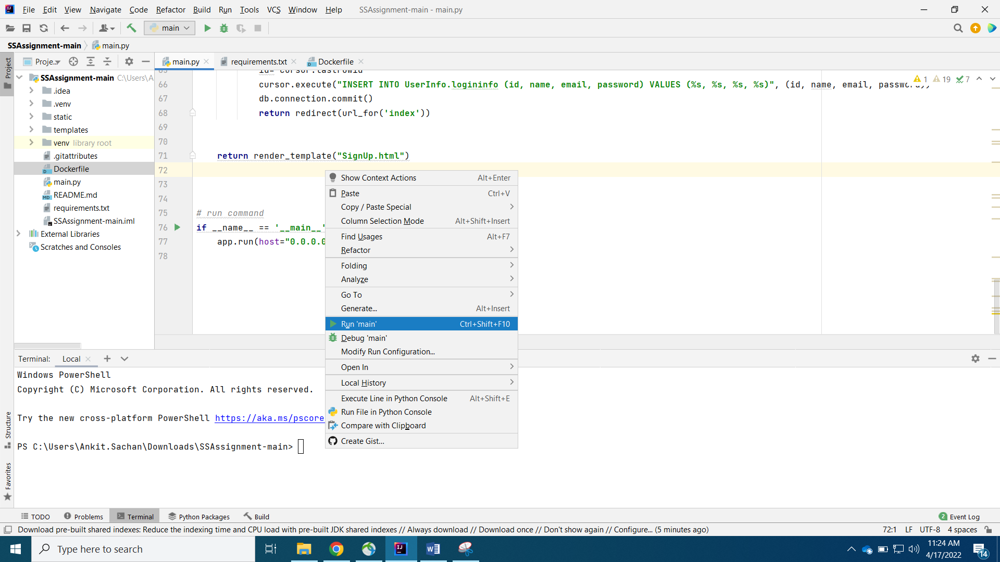 File Edit View Navigate Code Refactor Build Run Tools VCS Window Help SSAssignment-main - main.py
main
SSAssignment-main main.py
Project
Proje...
main.py requirements.txt Dockerfile
SSAssignment-main C:\Users\A
.idea
.venv
static
templates
venv library root
.gitattributes
Dockerfile
main.py
README.md
requirements.txt
SSAssignment-main.iml
External Libraries
Scratches and Consoles
65 id= cursor.lastrowid
66 cursor.execute("INSERT INTO UserInfo.logininfo (id, name, email, password) VALUES (%s, %s, %s, %s)", (id, name, email, password))
1 19 7
67 db.connection.commit()
68 return redirect(url_for('index'))
69
70
71 return render_template("SignUp.html")
72
73
74
75 # run command
76 if __name__ == '__main__'
77 app.run(host="0.0.0.0
78
Show Context Actions Alt+Enter
Paste Ctrl+V
Copy / Paste Special
Column Selection Mode Alt+Shift+Insert
Find Usages Alt+F7
Refactor
Folding
Analyze
Go To
Generate... Alt+Insert
Run 'main' Ctrl+Shift+F10
Debug 'main'
Modify Run Configuration...
Open In
Local History
Execute Line in Python Console Alt+Shift+E
Run File in Python Console
Compare with Clipboard
Create Gist...
Terminal: Local
Windows PowerShell
Copyright (C) Microsoft Corporation. All rights reserved.
Try the new cross-platform PowerShell https://aka.ms/pscore
PS C:\Users\Ankit.Sachan\Downloads\SSAssignment-main>
Structure
Favorites
TODO Problems Terminal Python Packages Build 2 Event Log
Download pre-built shared indexes: Reduce the indexing time and CPU load with pre-built JDK shared indexes // Always download // Download once // Don't show again // Configure... (5 minutes ago) 72:1 LF UTF-8 4 spaces
Type here to search
11:24 AM
4/17/2022
14